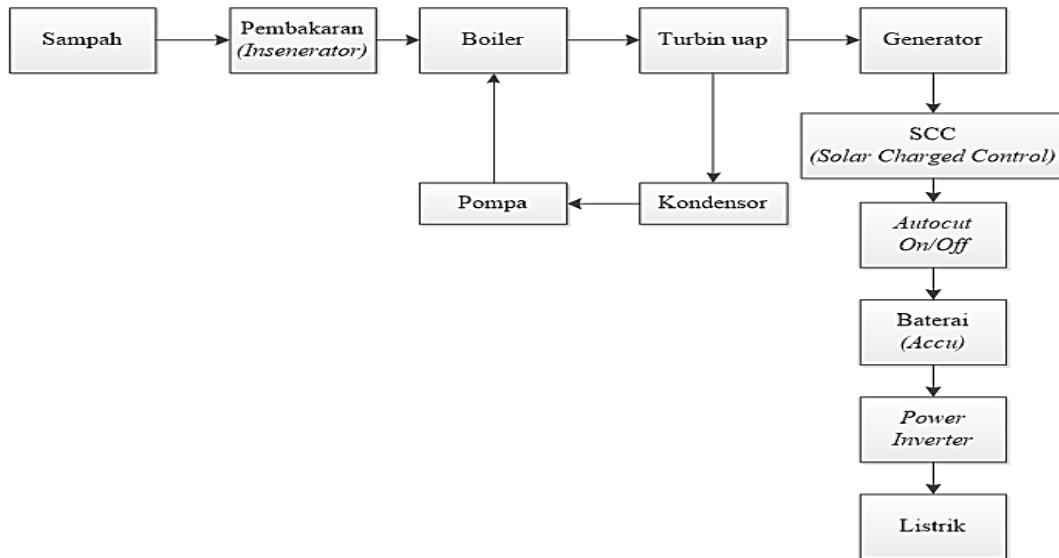 Sampah
Pembakaran
(Insenerator)
Boiler
Turbin uap
Generator
SCC
(Solar Charged Control)
Pompa
Kondensor
Autocut
On/Off
Baterai
(Accu)
Power
Inverter
Listrik